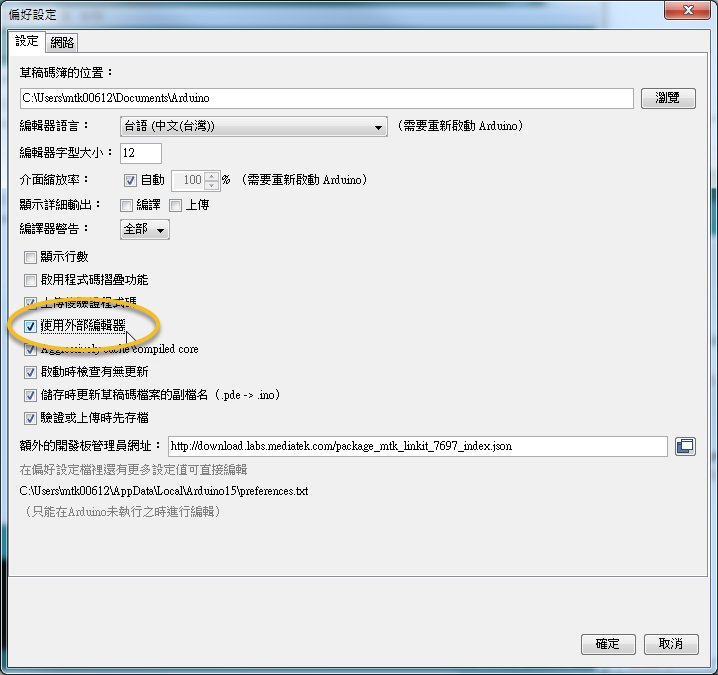 偏好設定
設定 網路
草稿碼簿的位置：
C:\Users\mtk00612\Documents\Arduino 瀏覽
編輯器語言： 台語 (中文(台灣)) （需要重新啟動 Arduino）
編輯器字型大小： 12
介面縮放率： 自動 100 % （需要重新啟動 Arduino）
顯示詳細輸出： 編譯 上傳
編譯器警告： 全部
顯示行數
啟用程式碼摺疊功能
上傳後驗證程式碼
使用外部編輯器
Aggressively cache compiled core
啟動時檢查有無更新
儲存時更新草稿碼檔案的副檔名（.pde -> .ino）
驗證或上傳時先存檔
額外的開發板管理員網址： http://download.labs.mediatek.com/package_mtk_linkit_7697_index.json
在偏好設定檔裡還有更多設定值可直接編輯
C:\Users\mtk00612\AppData\Local\Arduino15\preferences.txt
（只能在Arduino未執行之時進行編輯）
確定 取消